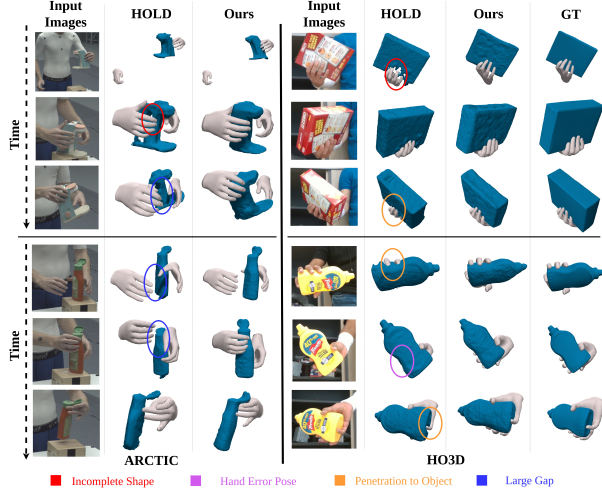 Input
Images
HOLD
Ours
Input
Images
HOLD
Ours
GT
Time
Time
ARCTIC
HO3D
Incomplete Shape
Hand Error Pose
Penetration to Object
Large Gap